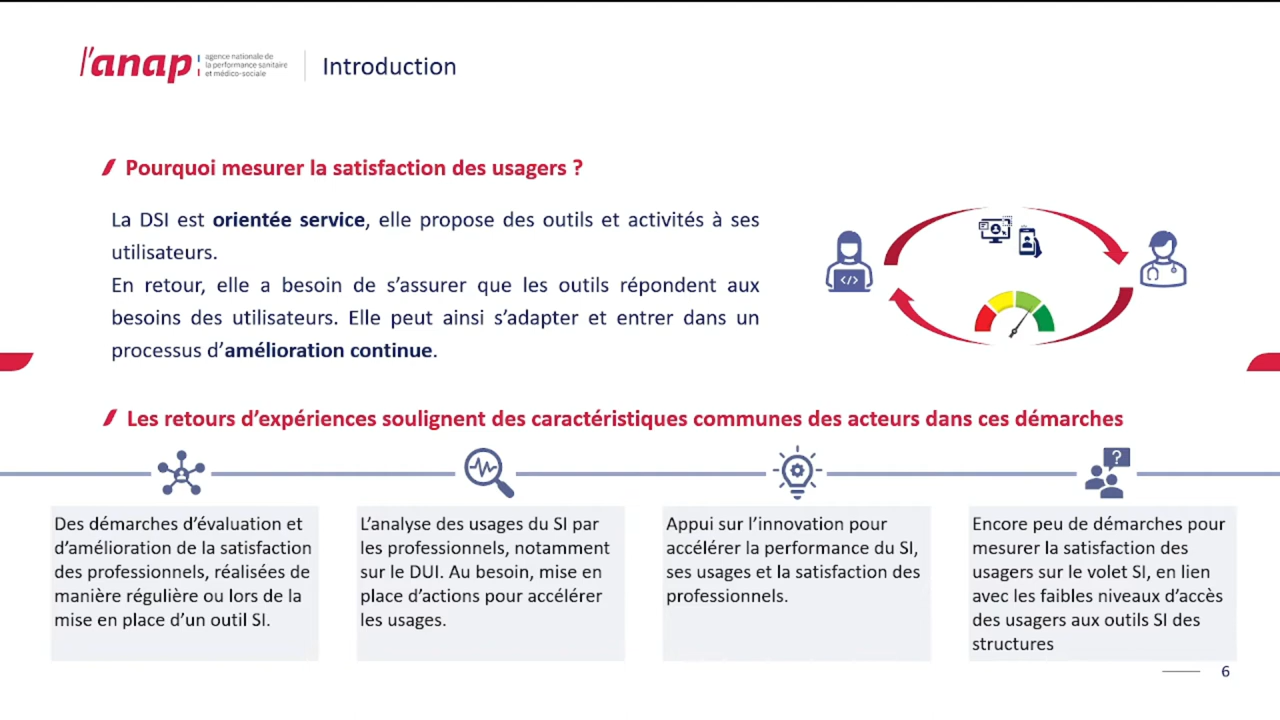 l'anap
agence nationale de
la performance sanitaire
et médico-sociale
Introduction
Pourquoi mesurer la satisfaction des usagers ?
La DSI est orientée service, elle propose des outils et activités à ses
utilisateurs.
En retour, elle a besoin de s’assurer que les outils répondent aux
besoins des utilisateurs. Elle peut ainsi s’adapter et entrer dans un
processus d’amélioration continue.
</>
Les retours d’expériences soulignent des caractéristiques communes des acteurs dans ces démarches
?
Des démarches d’évaluation et
d’amélioration de la satisfaction
des professionnels, réalisées de
manière régulière ou lors de la
mise en place d’un outil SI.
L’analyse des usages du SI par
les professionnels, notamment
sur le DUI. Au besoin, mise en
place d’actions pour accélérer
les usages.
Appui sur l’innovation pour
accélérer la performance du SI,
ses usages et la satisfaction des
professionnels.
Encore peu de démarches pour
mesurer la satisfaction des
usagers sur le volet SI, en lien
avec les faibles niveaux d’accès
des usagers aux outils SI des
structures
6